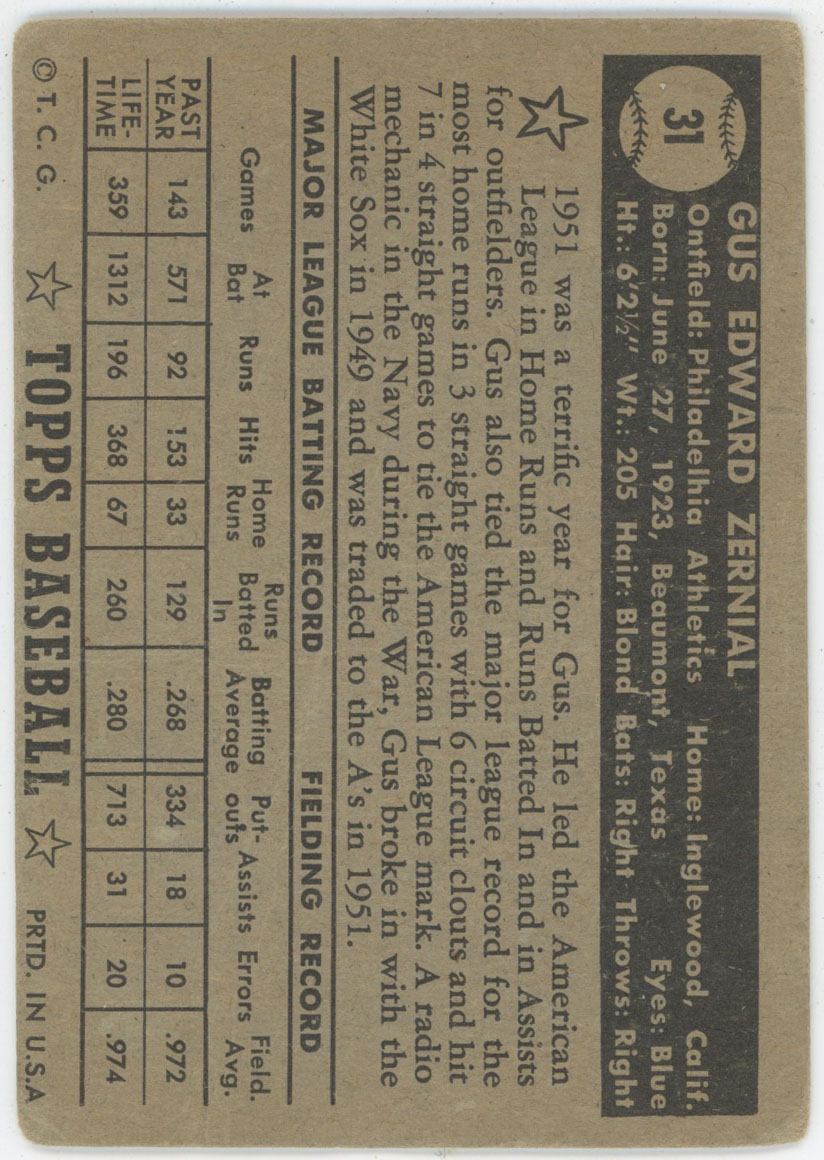 31
GUS EDWARD ZERNIAL
Ontfield: Philadelhia Athletics Home: Inglewood, Calif.
Born: June 27, 1923, Beaumont, Texas Eyes: Blue
Ht.: 6'2½" Wt.: 205 Hair: Blond Bats: Right Throws: Right
1951 was a terrific year for Gus. He led the American
League in Home Runs and Runs Batted In and in Assists
for outfielders. Gus also tied the major league record for the
most home runs in 3 straight games with 6 circuit clouts and hit
7 in 4 straight games to tie the American League mark. A radio
mechanic in the Navy during the War, Gus broke in with the
White Sox in 1949 and was traded to the A's in 1951.
MAJOR LEAGUE BATTING RECORD FIELDING RECORD
Games At Bat Runs Hits Home Runs Runs Batted In Batting Average Put-outs Assists Errors Field. Avg.
PAST YEAR 143 571 92 153 33 129 .268 334 18 10 .972
LIFE-TIME 359 1312 196 368 67 260 .280 713 31 20 .974
© T. C. G. ☆ TOPPS BASEBALL ☆ PRTD. IN U.S.A